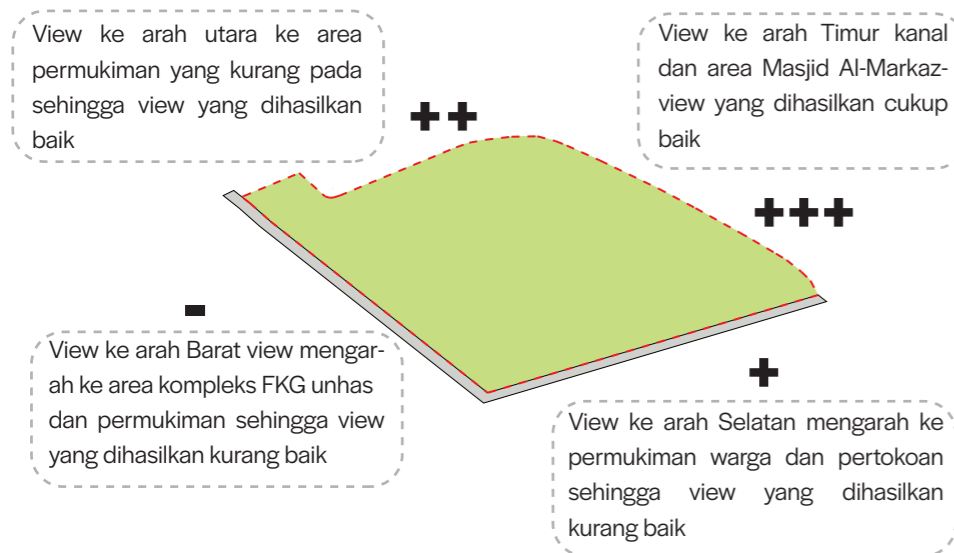 View ke arah utara ke area
permukiman yang kurang pada
sehingga view yang dihasilkan
baik
View ke arah Timur kanal
dan area Masjid Al-Markaz-
view yang dihasilkan cukup
baik
++
+++
-
View ke arah Barat view mengar-
ah ke area kompleks FKG unhas
dan permukiman sehingga view
yang dihasilkan kurang baik
+
View ke arah Selatan mengarah ke
permukiman warga dan pertokoan
sehingga view yang dihasilkan
kurang baik